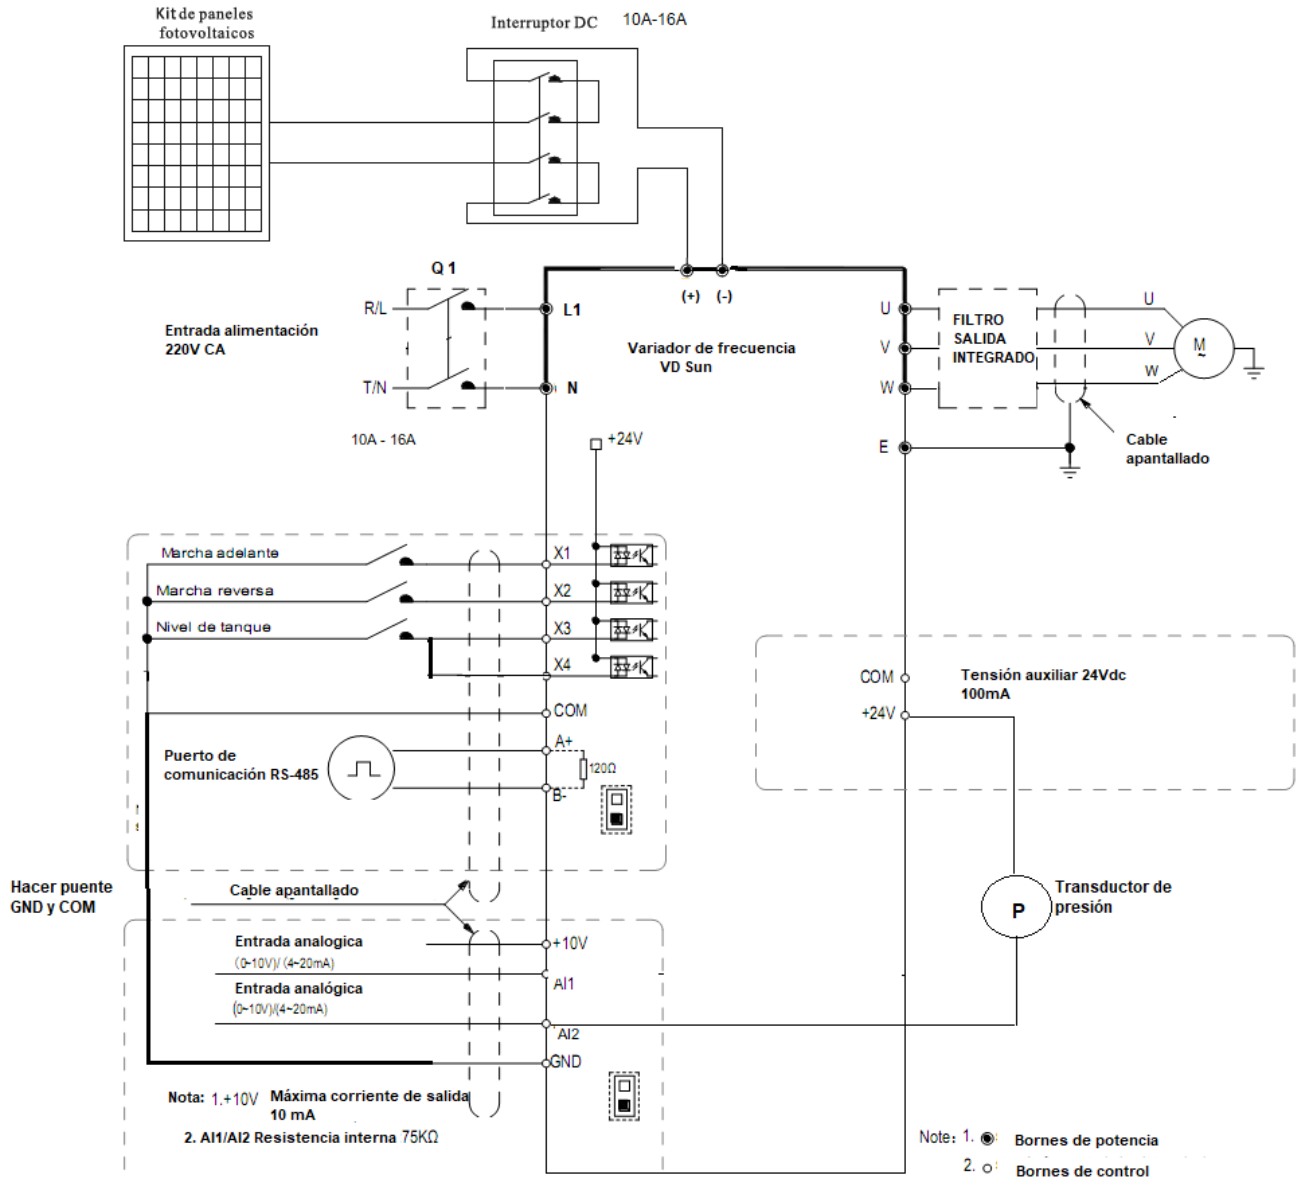 Kit de paneles
fotovoltaicos
Interruptor DC
10A-16A
Q 1
R/L
L1
(+)
(-)
Entrada alimentación
220V CA
T/N
N
10A - 16A
Variador de frecuencia
VD Sun
U
V
W
E
FILTRO
SALIDA
INTEGRADO
U
V
W
M
~
Cable
apantallado
+24V
Marcha adelante
X1
Marcha reversa
X2
Nivel de tanque
X3
X4
COM
Puerto de
comunicación RS-485
A+
120Ω
B-
COM
+24V
Tensión auxiliar 24Vdc
100mA
Hacer puente
GND y COM
Cable apantallado
Transductor de
presión
P
Entrada analogica
(0~10V)/ (4~20mA)
+10V
AI1
Entrada analógica
(0~10V)/(4~20mA)
AI2
GND
Nota: 1.+10V Máxima corriente de salida
10 mA
2. AI1/AI2 Resistencia interna 75KΩ
Note: 1. Bornes de potencia
2. Bornes de control